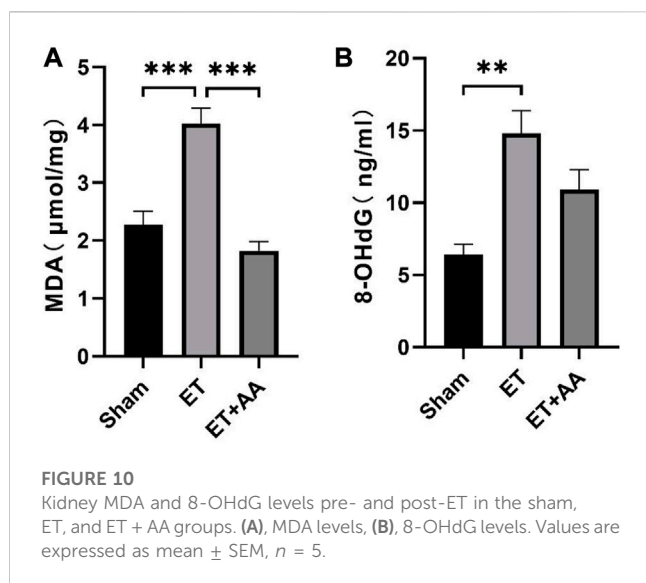 A
*** ***
MDA( μmol/mg)
5
4
3
2
1
0
Sham
ET
ET+AA
B
**
8-OHdG( ng/ml)
20
15
10
5
0
Sham
ET
ET+AA
FIGURE 10
Kidney MDA and 8-OHdG levels pre- and post-ET in the sham,
ET, and ET + AA groups. (A), MDA levels, (B), 8-OHdG levels. Values are
expressed as mean ± SEM, n = 5.